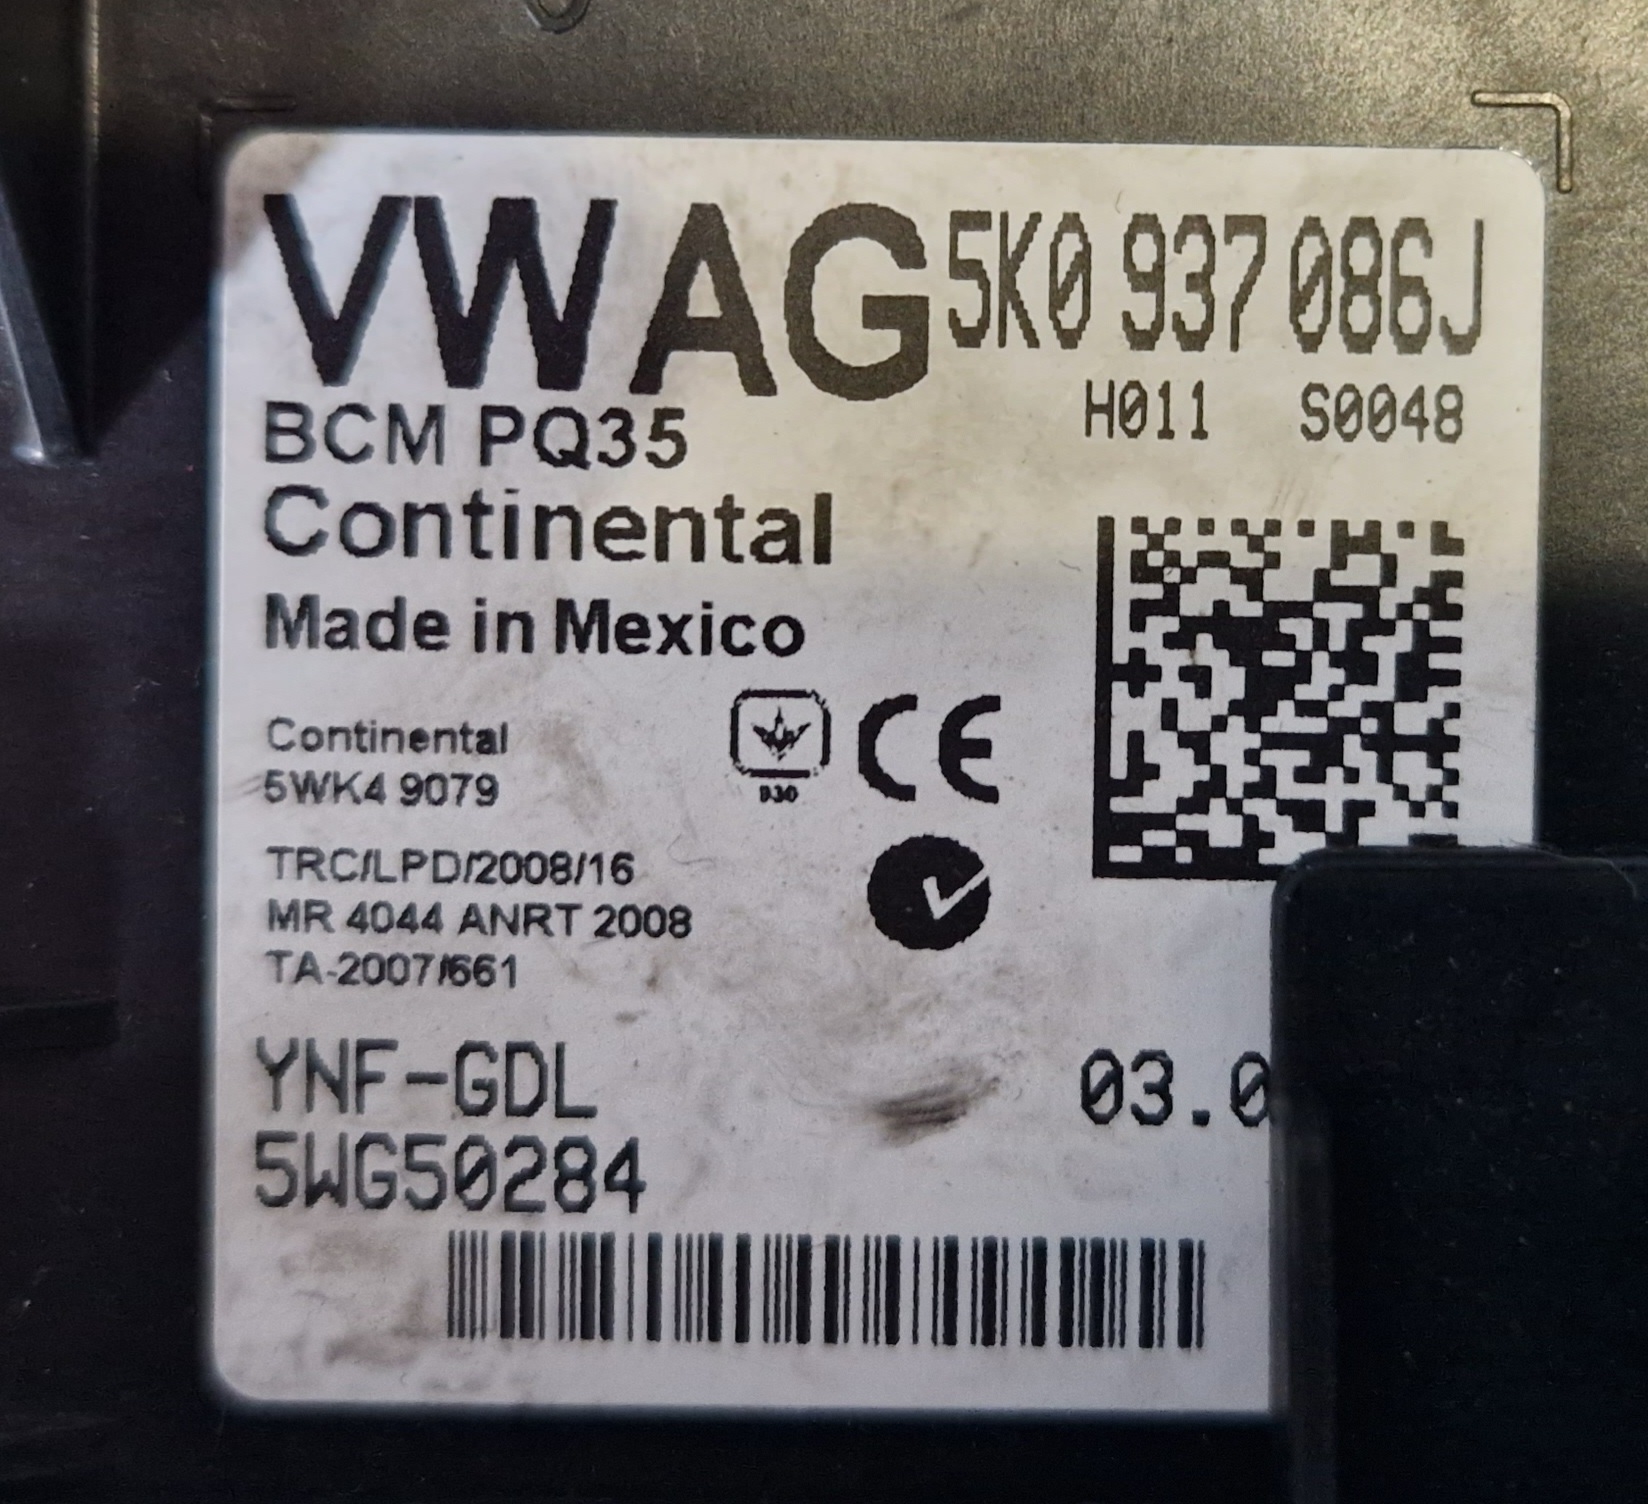 VWAG 5K0 937 086J
H011 S0048
BCM PQ35
Continental
Made in Mexico
Continental
5WK4 9079
CE
TRC/LPD/2008/16
MR 4044 ANRT 2008
TA-2007/661
YNF-GDL
03.0
5WG50284